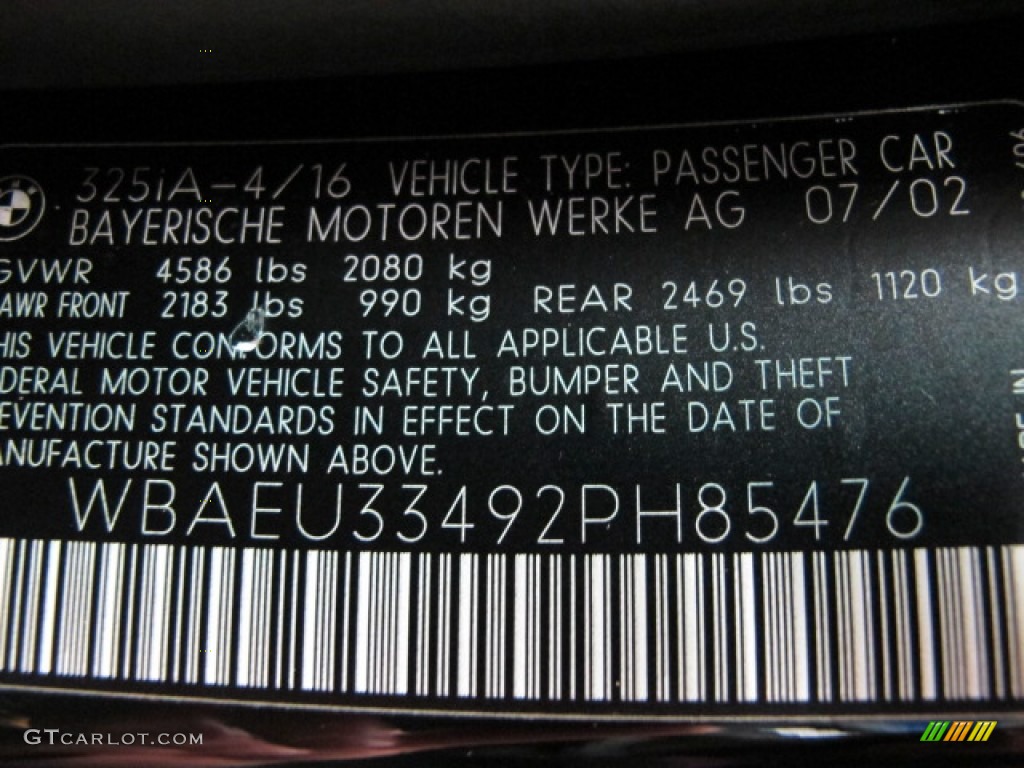 325iA-4/16 VEHICLE TYPE: PASSENGER CAR
BAYERISCHE MOTOREN WERKE AG 07/02
GVWR 4586 lbs 2080 kg
AWR FRONT 2183 lbs 990 kg REAR 2469 lbs 1120 kg
HIS VEHICLE CONFORMS TO ALL APPLICABLE U.S.
DERAL MOTOR VEHICLE SAFETY, BUMPER AND THEFT
EVENTION STANDARDS IN EFFECT ON THE DATE OF
ANUFACTURE SHOWN ABOVE.
WBAEU33492PH85476
GTCARLOT.COM